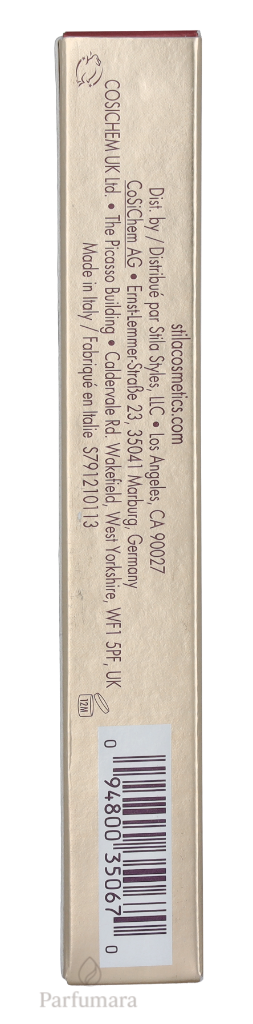 stilacosmetics.com
Dist. by / Distribué par Stila Styles, LLC • Los Angeles, CA 90027
CoSiChem AG • Ernst-Lemmer-Straße 23, 35041 Marburg, Germany
COSICHEM UK Ltd. • The Picasso Building • Caldervale Rd. Wakefield, West Yorkshire, WF1 5PF, UK
Made in Italy / Fabriqué en Italie S791210113
12M
0 94800 35067 0
Parfumara